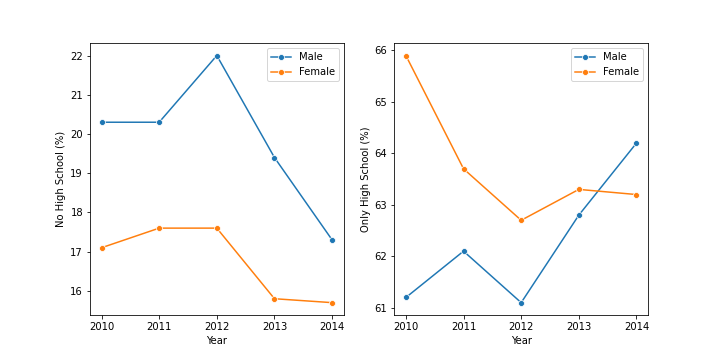 No High School (%)
22
21
20
19
18
17
16
2010 2011 2012 2013 2014
Year
Male
Female
Only High School (%)
66
65
64
63
62
61
2010 2011 2012 2013 2014
Year
Male
Female